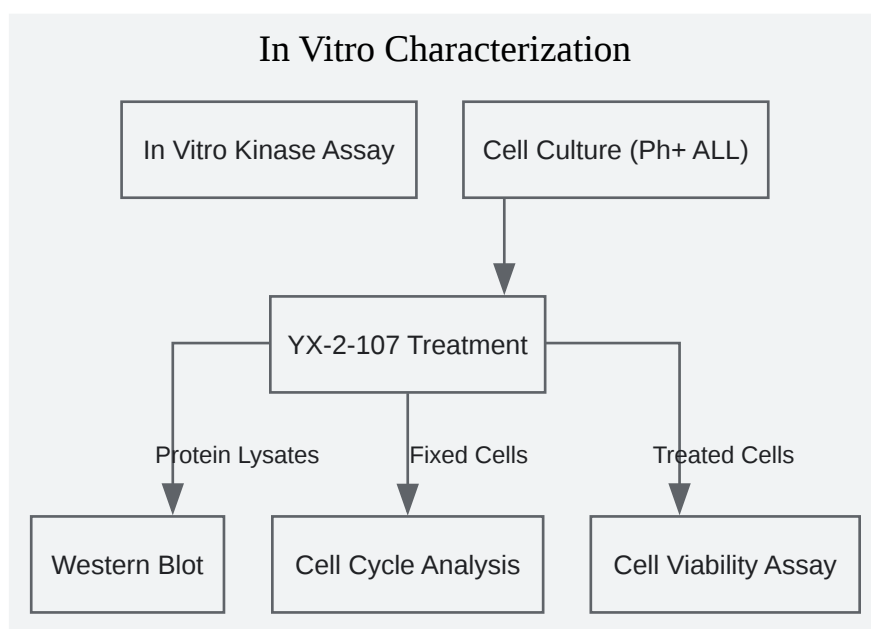 In Vitro Characterization
In Vitro Kinase Assay
Cell Culture (Ph+ ALL)
YX-2-107 Treatment
Protein Lysates
Fixed Cells
Treated Cells
Western Blot
Cell Cycle Analysis
Cell Viability Assay